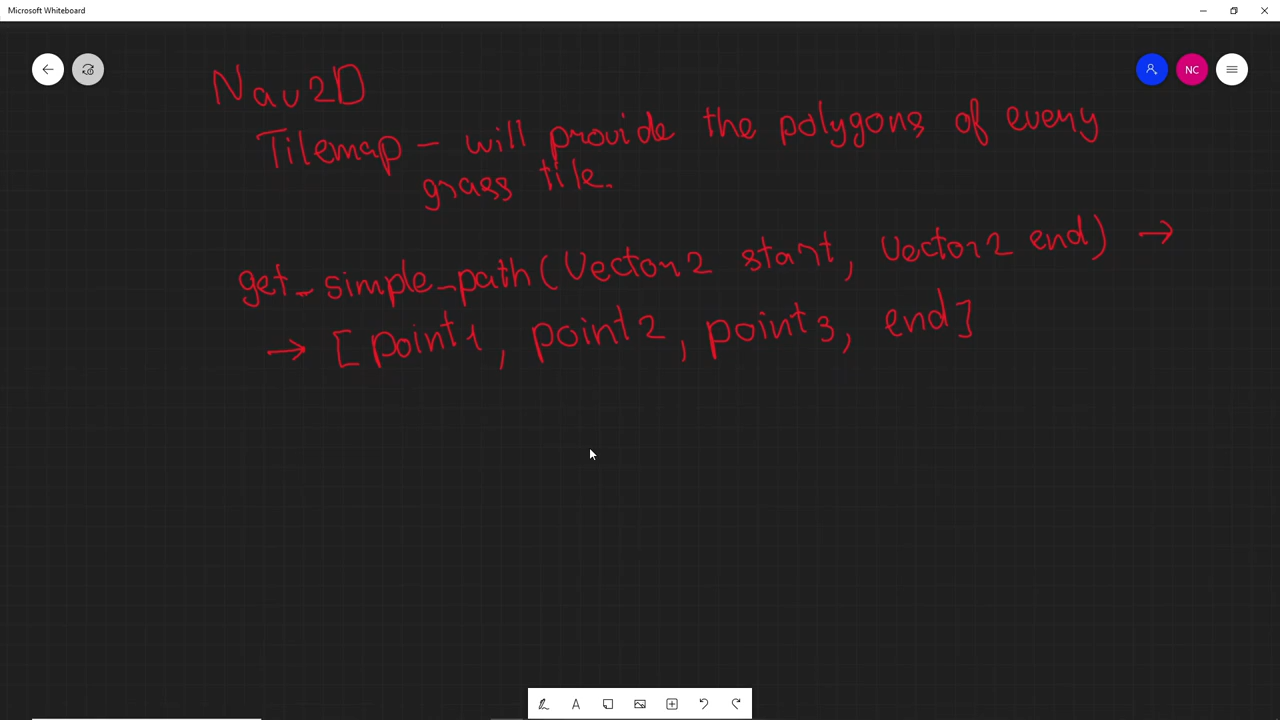 Microsoft Whiteboard
NC
Nav2D
Tilemap - will provide the polygons of every
grass tile.
get_simple_path(Vector2 start, Vector2 end) →
→ [point1, point2, point3, end]
A